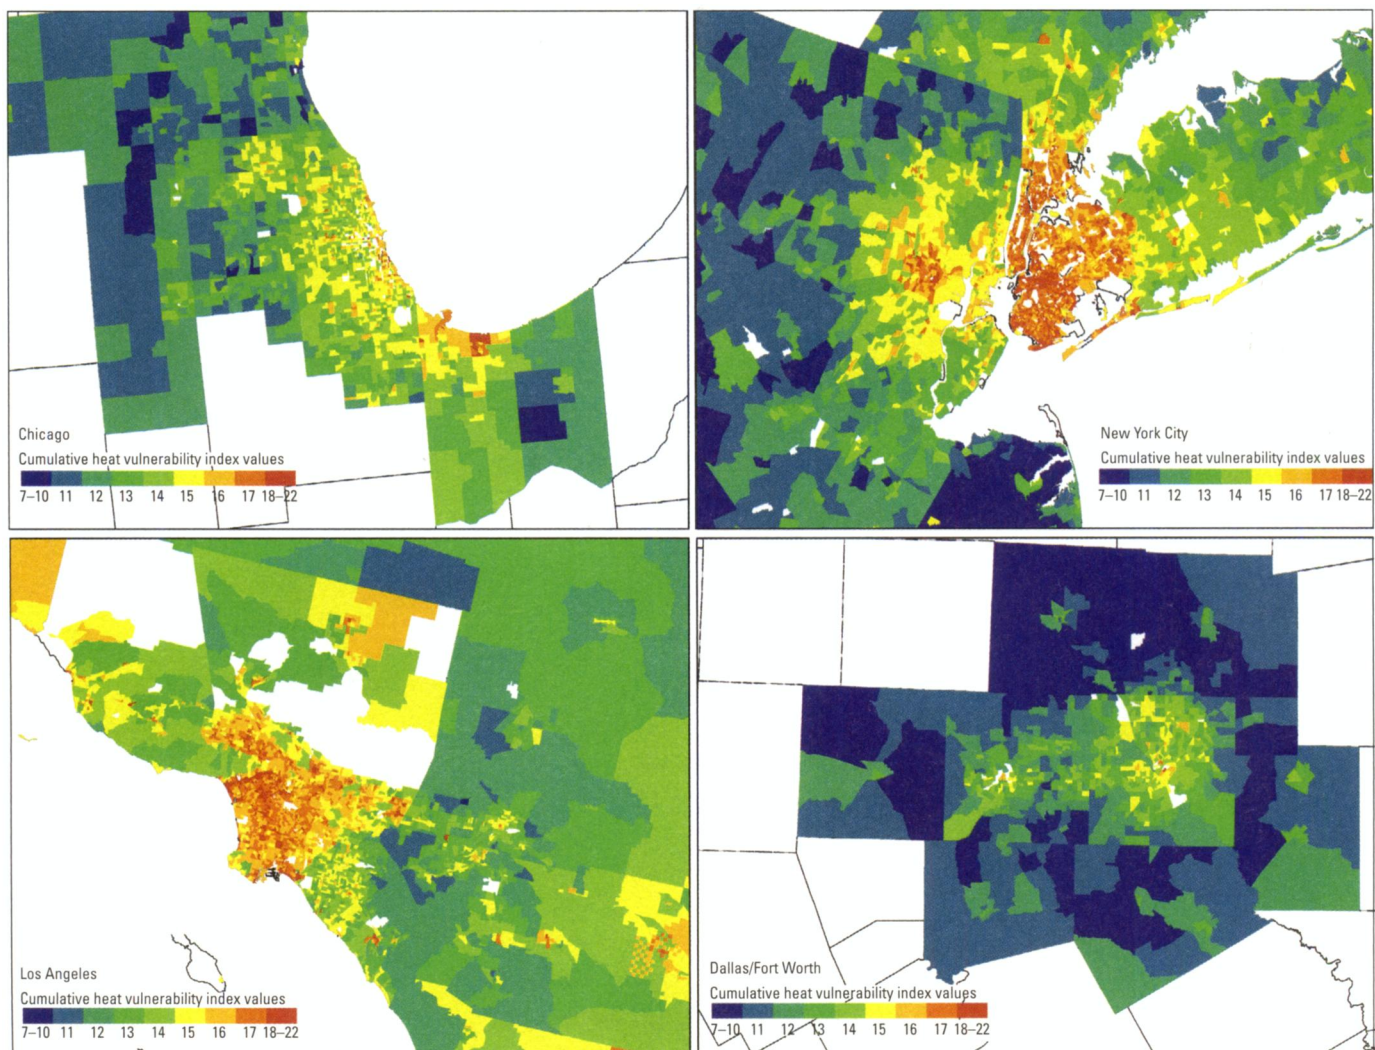 Chicago
Cumulative heat vulnerability index values
7–10 11 12 13 14 15 16 17 18–22
New York City
Cumulative heat vulnerability index values
7–10 11 12 13 14 15 16 17 18–22
Los Angeles
Cumulative heat vulnerability index values
7–10 11 12 13 14 15 16 17 18–22
Dallas/Fort Worth
Cumulative heat vulnerability index values
7–10 11 12 13 14 15 16 17 18–22